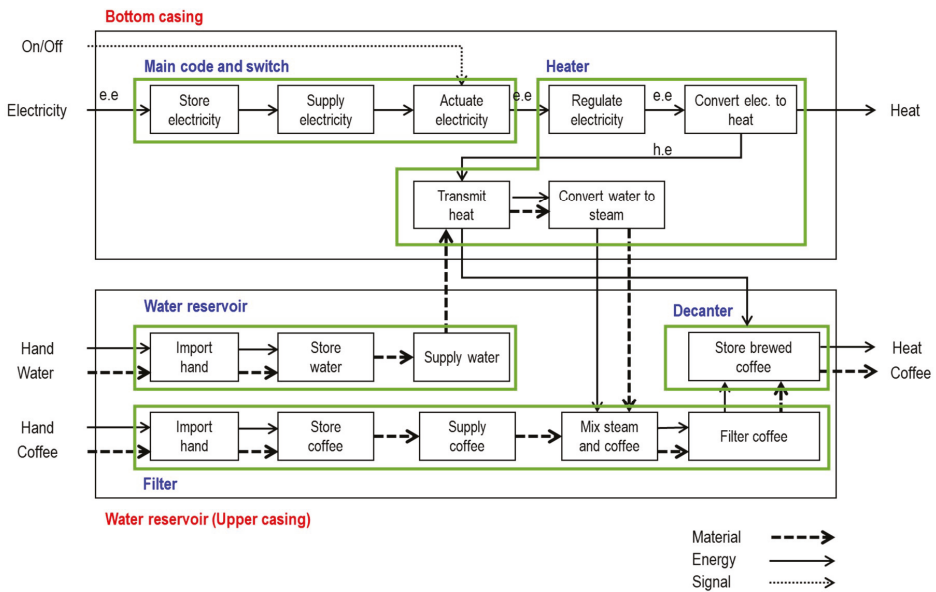 Bottom casing
On/Off
Main code and switch
Heater
Electricity
e.e
Store
electricity
Supply
electricity
Actuate
electricity
e.e
Regulate
electricity
e.e
Convert elec. to
heat
Heat
h.e
Transmit
heat
Convert water to
steam
Water reservoir
Decanter
Hand
Water
Import
hand
Store
water
Supply water
Store brewed
coffee
Heat
Coffee
Hand
Coffee
Import
hand
Store
coffee
Supply
coffee
Mix steam
and coffee
Filter coffee
Filter
Water reservoir (Upper casing)
Material
Energy
Signal